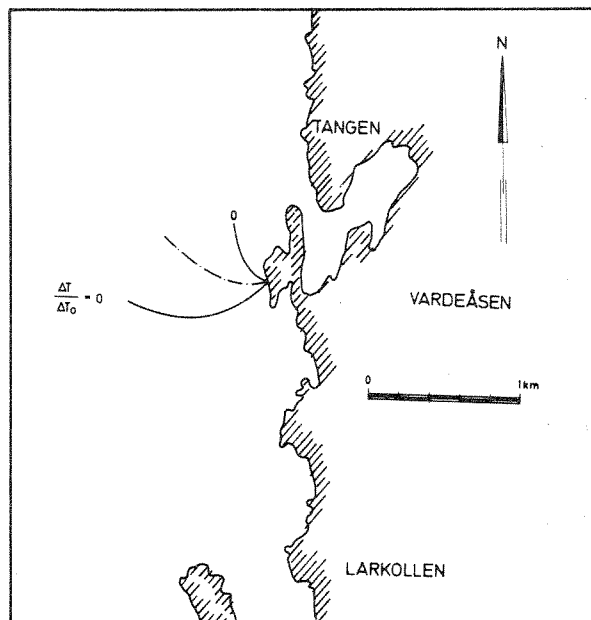 N
TANGEN
0
ΔT
ΔT₀ = 0
VARDEÅSEN
0 1km
LARKOLLEN